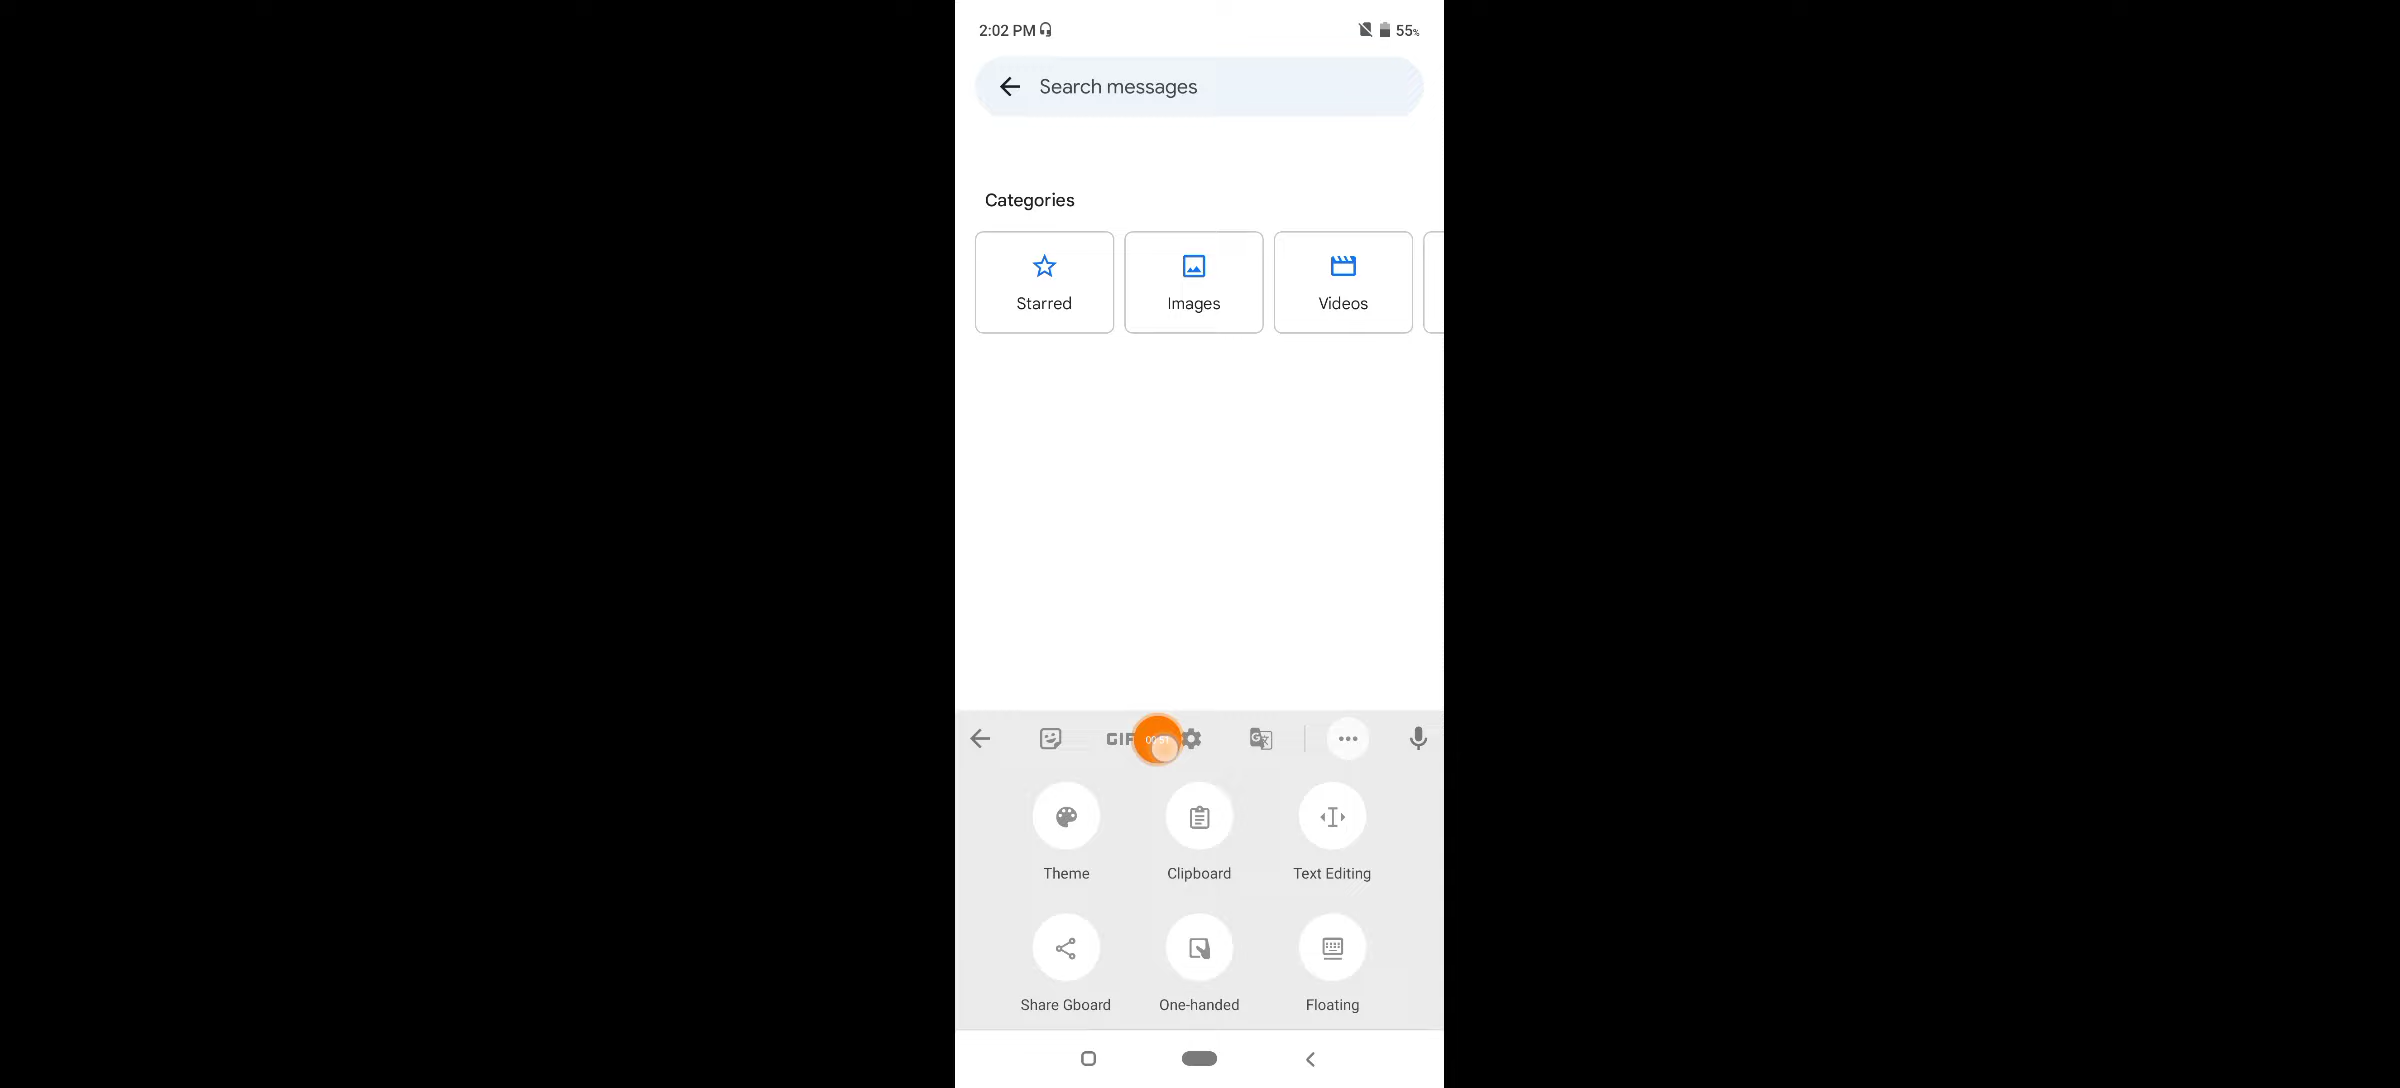 2:02 PM 55%
Search messages
Categories
Starred Images Videos
GIF
Theme Clipboard Text Editing
Share Gboard One-handed Floating